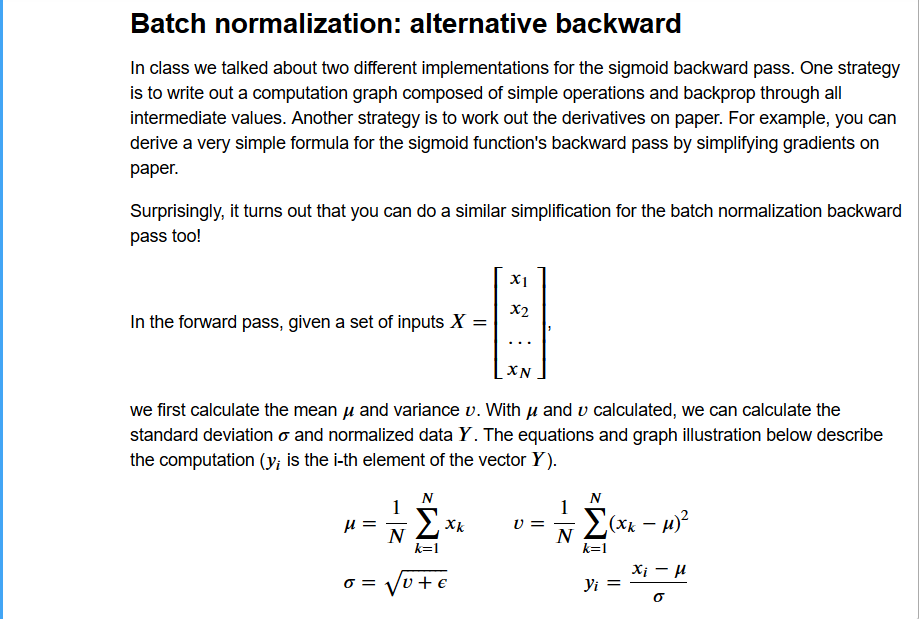 Batch normalization: alternative backward
In class we talked about two different implementations for the sigmoid backward pass. One strategy
is to write out a computation graph composed of simple operations and backprop through all
intermediate values. Another strategy is to work out the derivatives on paper. For example, you can
derive a very simple formula for the sigmoid function's backward pass by simplifying gradients on
paper.
Surprisingly, it turns out that you can do a similar simplification for the batch normalization backward
pass too!
In the forward pass, given a set of inputs X = [x₁ x₂ ... x_N],
we first calculate the mean μ and variance v. With μ and v calculated, we can calculate the
standard deviation σ and normalized data Y. The equations and graph illustration below describe
the computation (yᵢ is the i-th element of the vector Y).
μ = 1/N ∑_{k=1}^{N} xₖ v = 1/N ∑_{k=1}^{N} (xₖ − μ)²
σ = √(v + ϵ) yᵢ = (xᵢ − μ)/σ